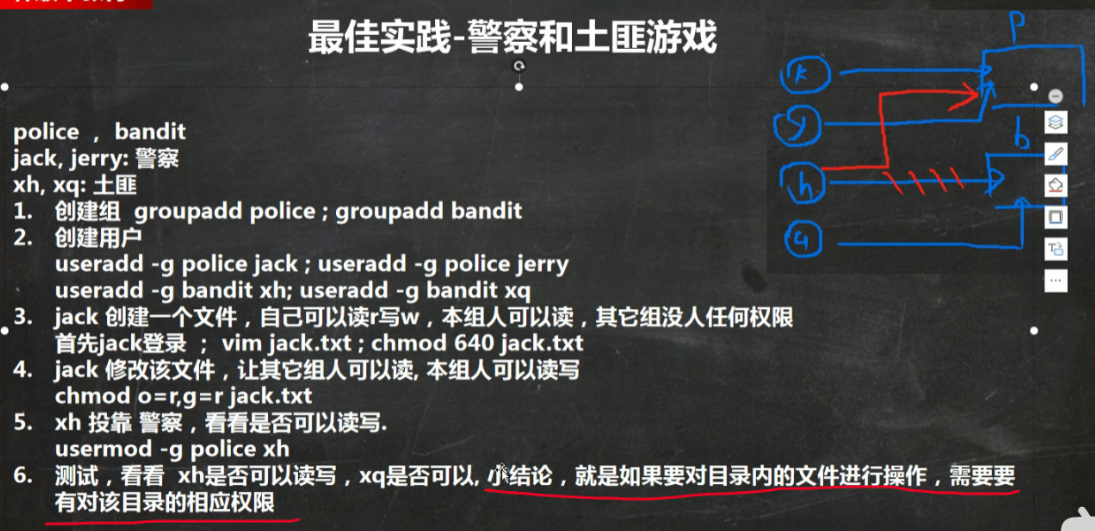 最佳实践-警察和土匪游戏
P
police ， bandit
jack, jerry: 警察
xh, xq: 土匪
1. 创建组 groupadd police ; groupadd bandit
2. 创建用户
useradd -g police jack ; useradd -g police jerry
useradd -g bandit xh; useradd -g bandit xq
3. jack 创建一个文件，自己可以读r写w，本组人可以读，其它组没人任何权限
首先jack登录 ； vim jack.txt ; chmod 640 jack.txt
4. jack 修改该文件，让其它组人可以读, 本组人可以读写
chmod o=r,g=r jack.txt
5. xh 投靠 警察，看看是否可以读写.
usermod -g police xh
6. 测试，看看 xh是否可以读写，xq是否可以, 小结论，就是如果要对目录内的文件进行操作，需要要
有对该目录的相应权限
k
y
b
h
q